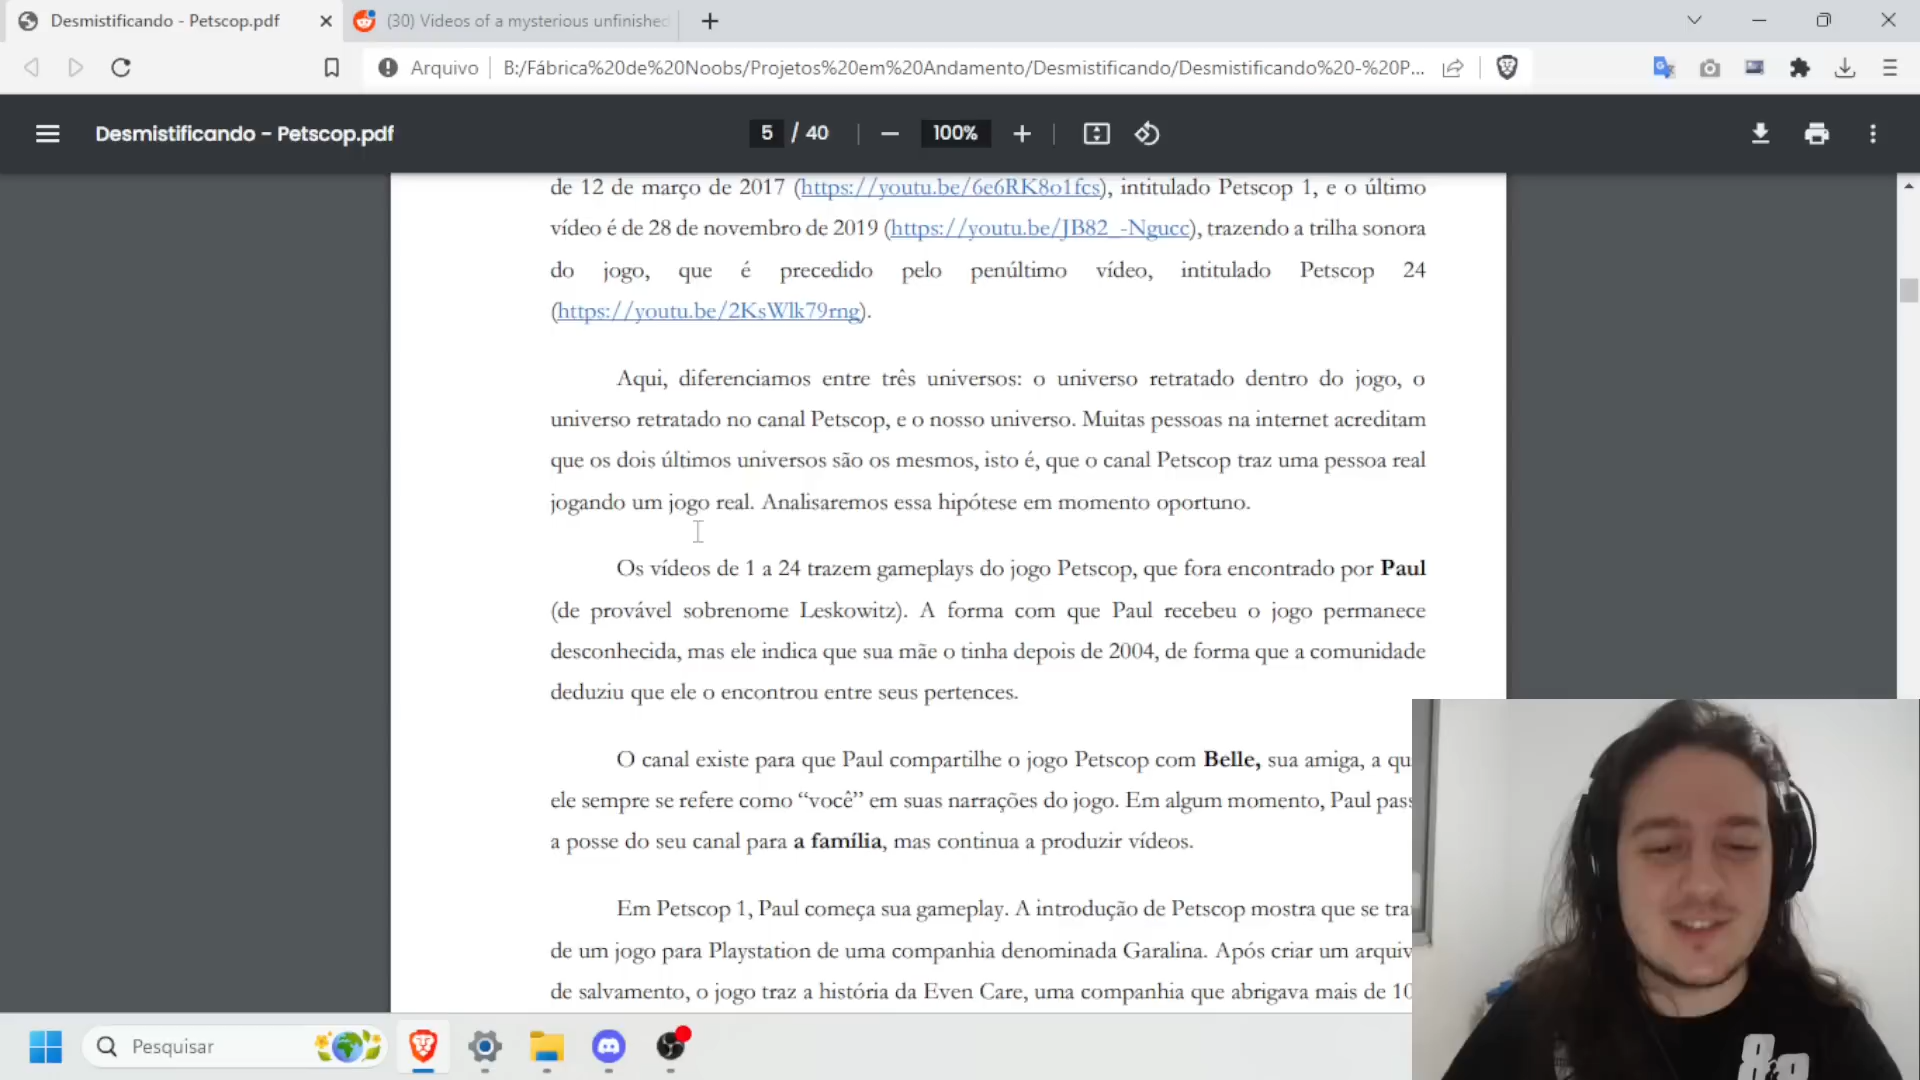 Desmistificando - Petscop.pdf
(30) Videos of a mysterious unfinished
Arquivo
B:/Fábrica%20de%20Noobs/Projetos%20em%20Andamento/Desmistificando/Desmistificando%20-%20P...
Desmistificando - Petscop.pdf
5 / 40
100%
de 12 de março de 2017 (https://youtu.be/6e6RK8o1fcs), intitulado Petscop 1, e o último
vídeo é de 28 de novembro de 2019 (https://youtu.be/JB82_-Ngucc), trazendo a trilha sonora
do jogo, que é precedido pelo penúltimo vídeo, intitulado Petscop 24
(https://youtu.be/2KsWlk79rng).
Aqui, diferenciamos entre três universos: o universo retratado dentro do jogo, o
universo retratado no canal Petscop, e o nosso universo. Muitas pessoas na internet acreditam
que os dois últimos universos são os mesmos, isto é, que o canal Petscop traz uma pessoa real
jogando um jogo real. Analisaremos essa hipótese em momento oportuno.
Os vídeos de 1 a 24 trazem gameplays do jogo Petscop, que fora encontrado por Paul
(de provável sobrenome Leskowitz). A forma com que Paul recebeu o jogo permanece
desconhecida, mas ele indica que sua mãe o tinha depois de 2004, de forma que a comunidade
deduziu que ele o encontrou entre seus pertences.
O canal existe para que Paul compartilhe o jogo Petscop com Belle, sua amiga, a qu
ele sempre se refere como “você” em suas narrações do jogo. Em algum momento, Paul pass
a posse do seu canal para a família, mas continua a produzir vídeos.
Em Petscop 1, Paul começa sua gameplay. A introdução de Petscop mostra que se tra
de um jogo para Playstation de uma companhia denominada Garalina. Após criar um arquiv
de salvamento, o jogo traz a história da Even Care, uma companhia que abrigava mais de 10
Pesquisar